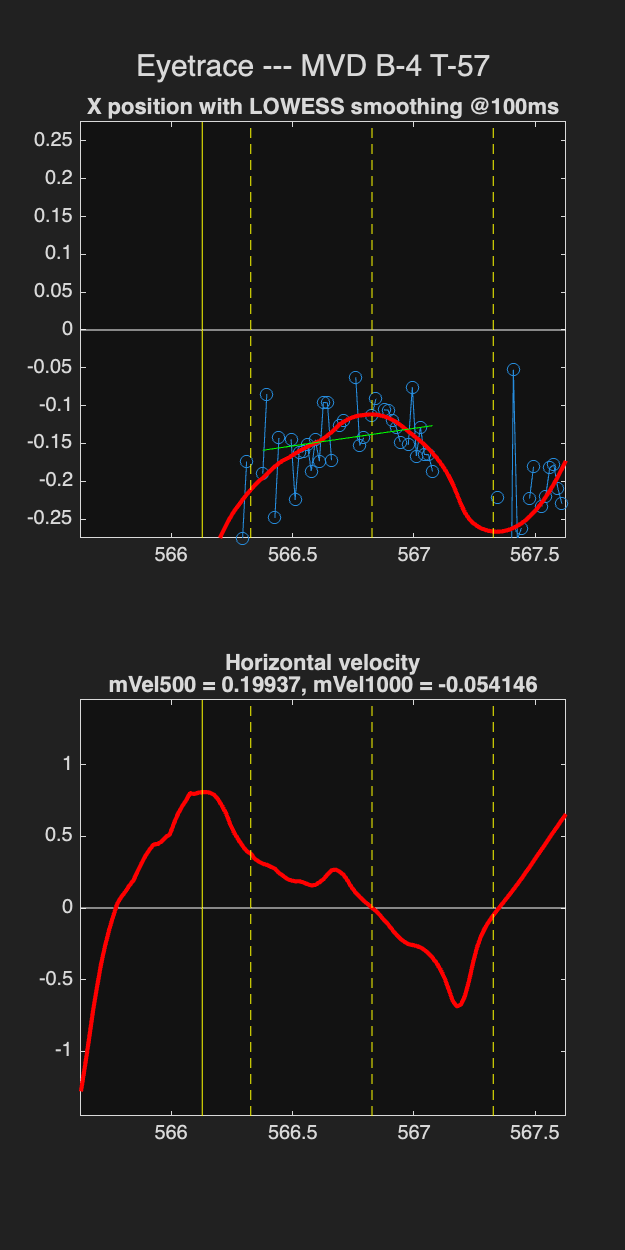 Eyetrace --- MVD B-4 T-57
X position with LOWESS smoothing @100ms
0.25
0.2
0.15
0.1
0.05
0
-0.05
-0.1
-0.15
-0.2
-0.25
566 566.5 567 567.5
Horizontal velocity
mVel500 = 0.19937, mVel1000 = -0.054146
1
0.5
0
-0.5
-1
566 566.5 567 567.5